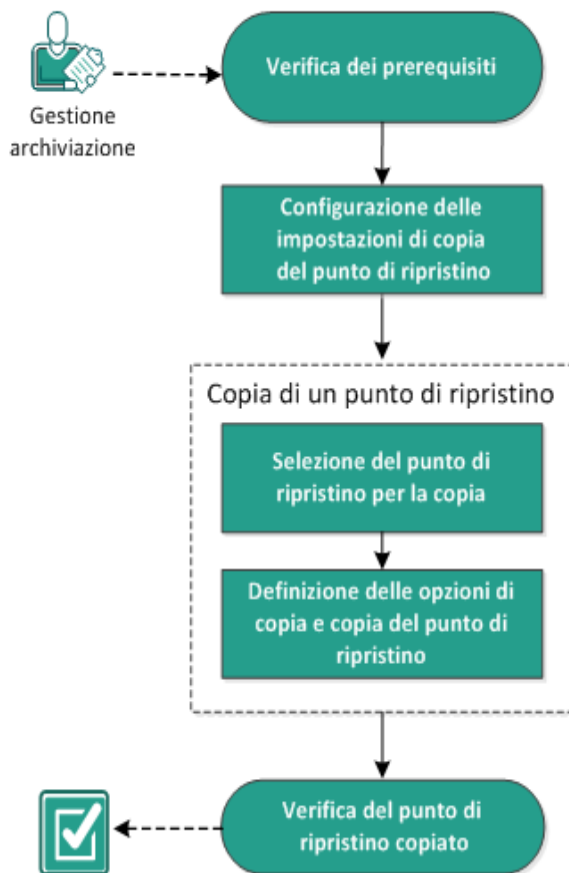 Verifica dei prerequisiti
Gestione
archiviazione
Configurazione delle
impostazioni di copia
del punto di ripristino
Copia di un punto di ripristino
Selezione del punto di
ripristino per la copia
Definizione delle opzioni di
copia e copia del punto di
ripristino
Verifica del punto di
ripristino copiato